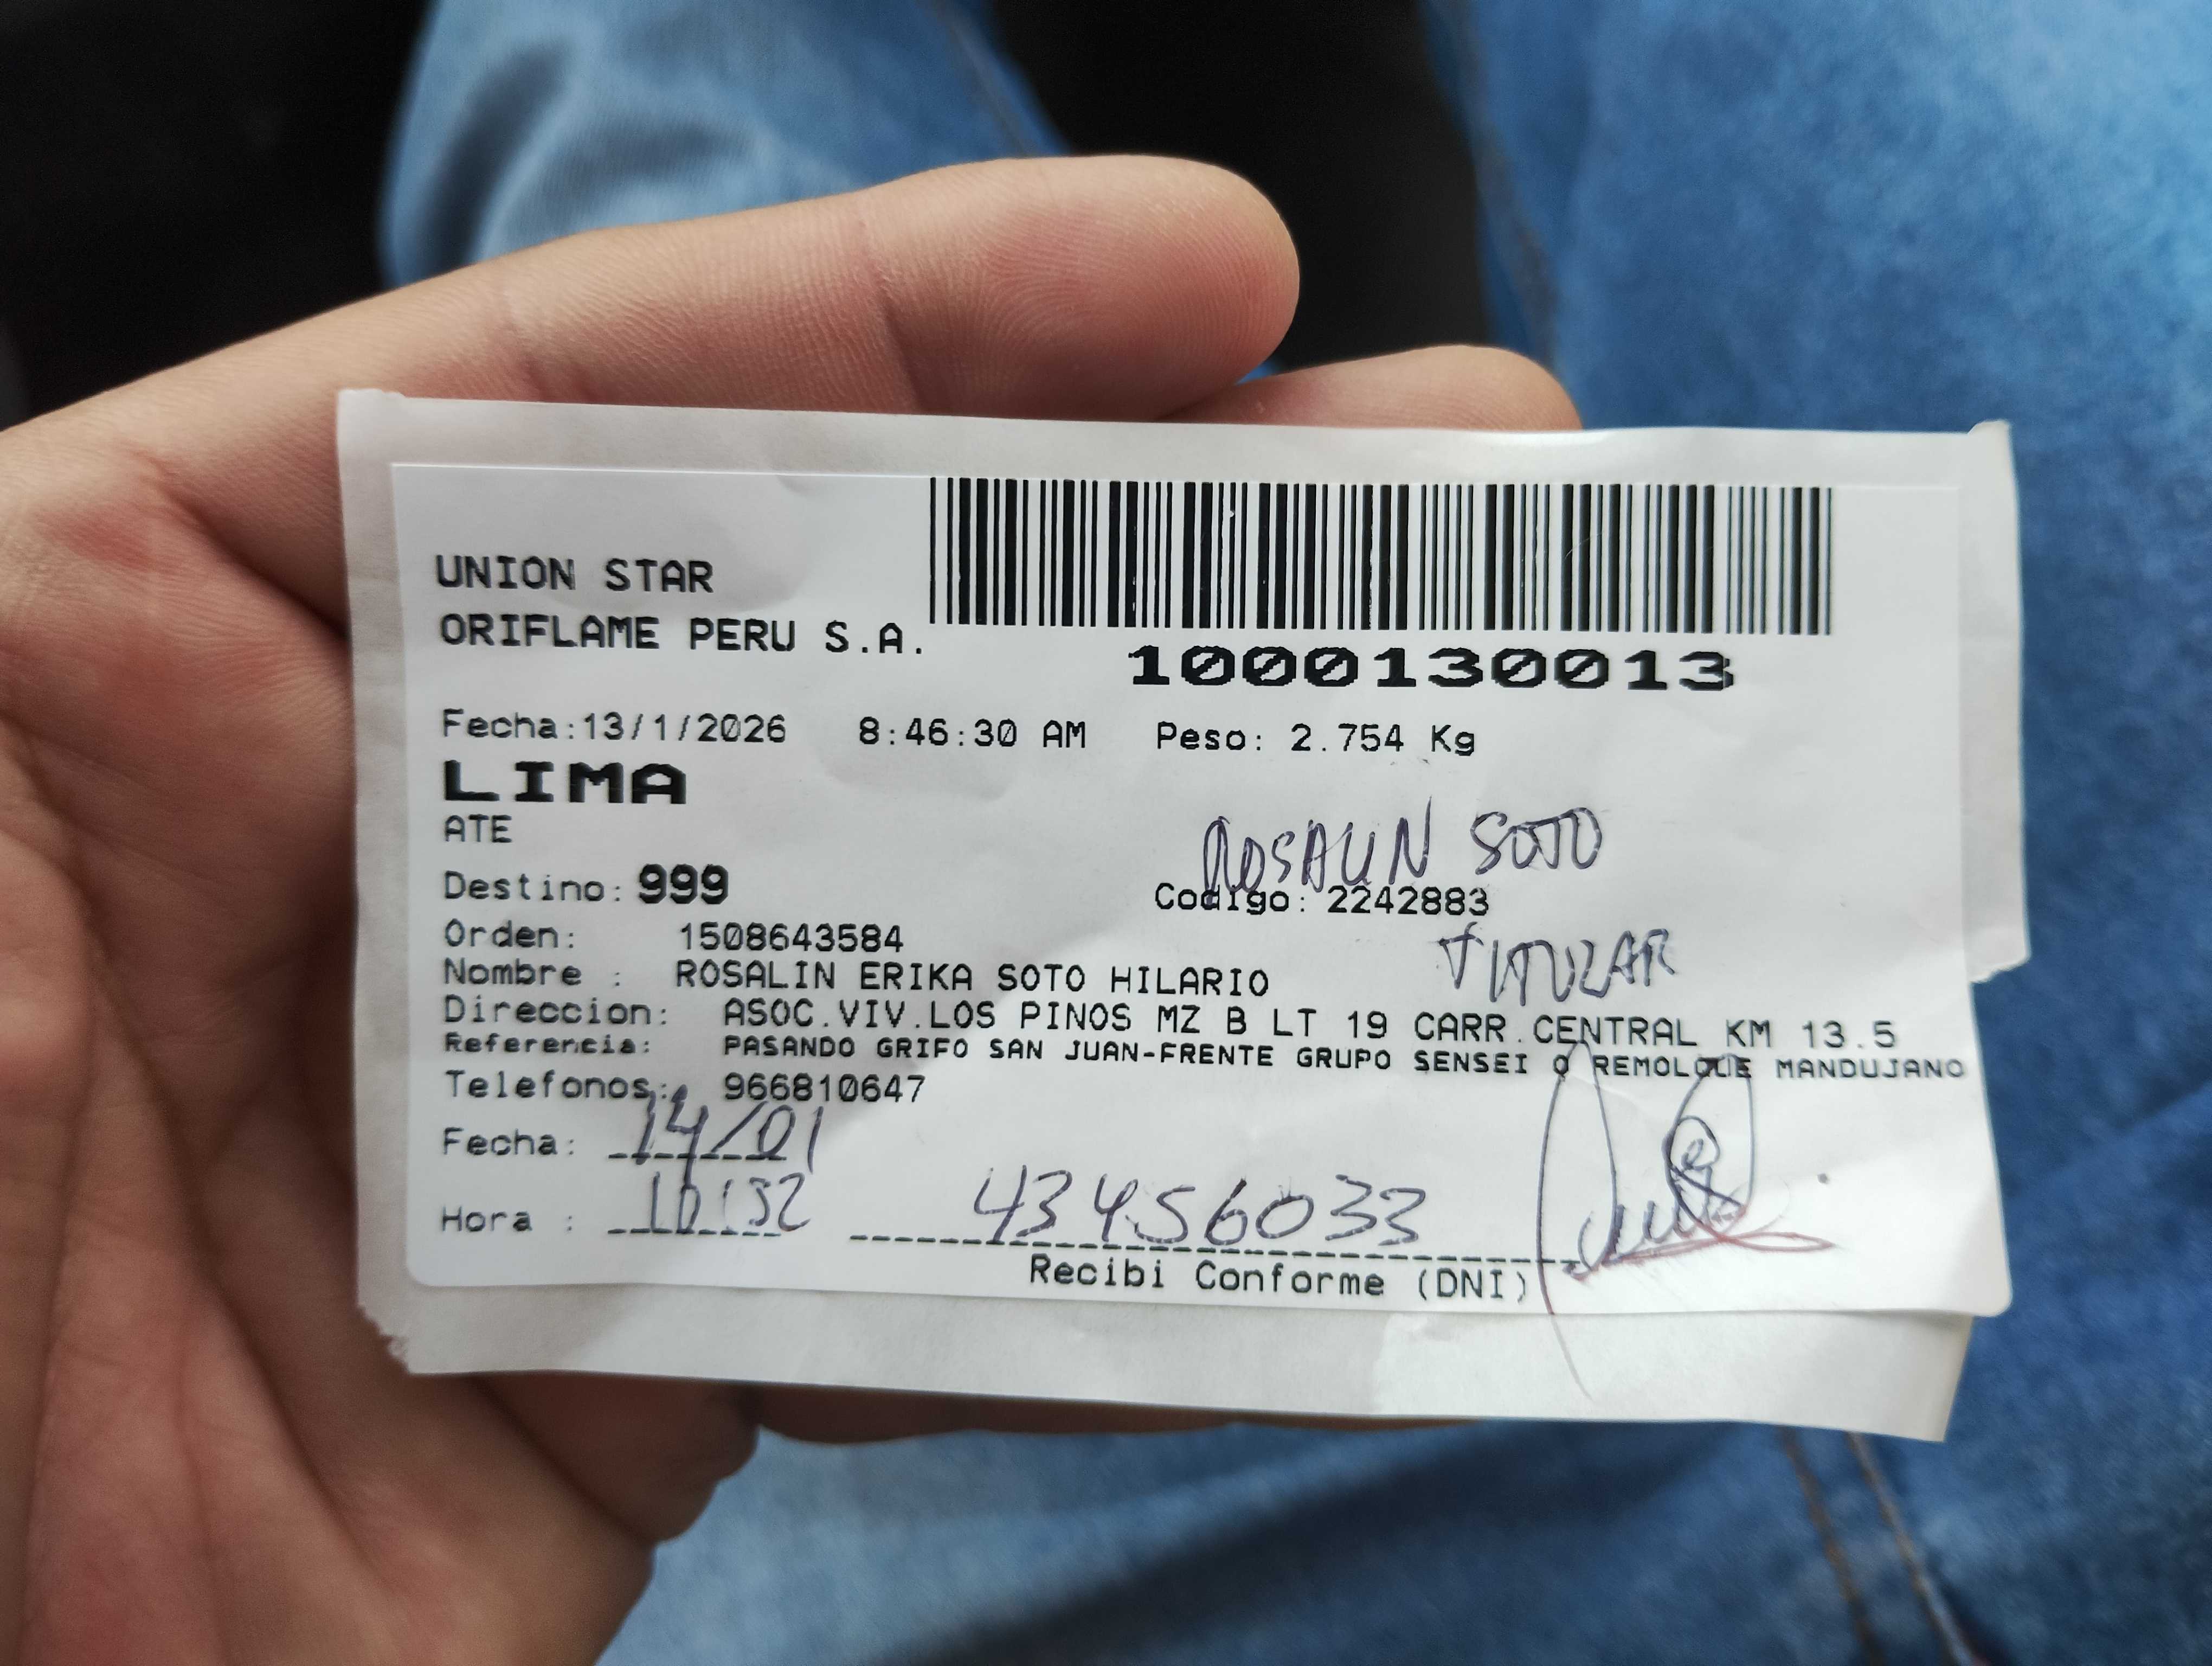 UNION STAR
ORIFLAME PERU S.A.
1000130013
Fecha:13/1/2026 8:46:30 AM Peso: 2.754 Kg
LIMA
ATE
ROSALIN SOTO
Destino: 999 Codigo: 2242883
Orden: 1508643584
TITULAR
Nombre : ROSALIN ERIKA SOTO HILARIO
Direccion: ASOC.VIV.LOS PINOS MZ B LT 19 CARR.CENTRAL KM 13.5
Referencia: PASANDO GRIFO SAN JUAN-FRENTE GRUPO SENSEI O REMOLQUE MANDUJANO
Telefonos: 966810647
Fecha: 14/01
Hora : 10:52 43456033
Recibi Conforme (DNI)